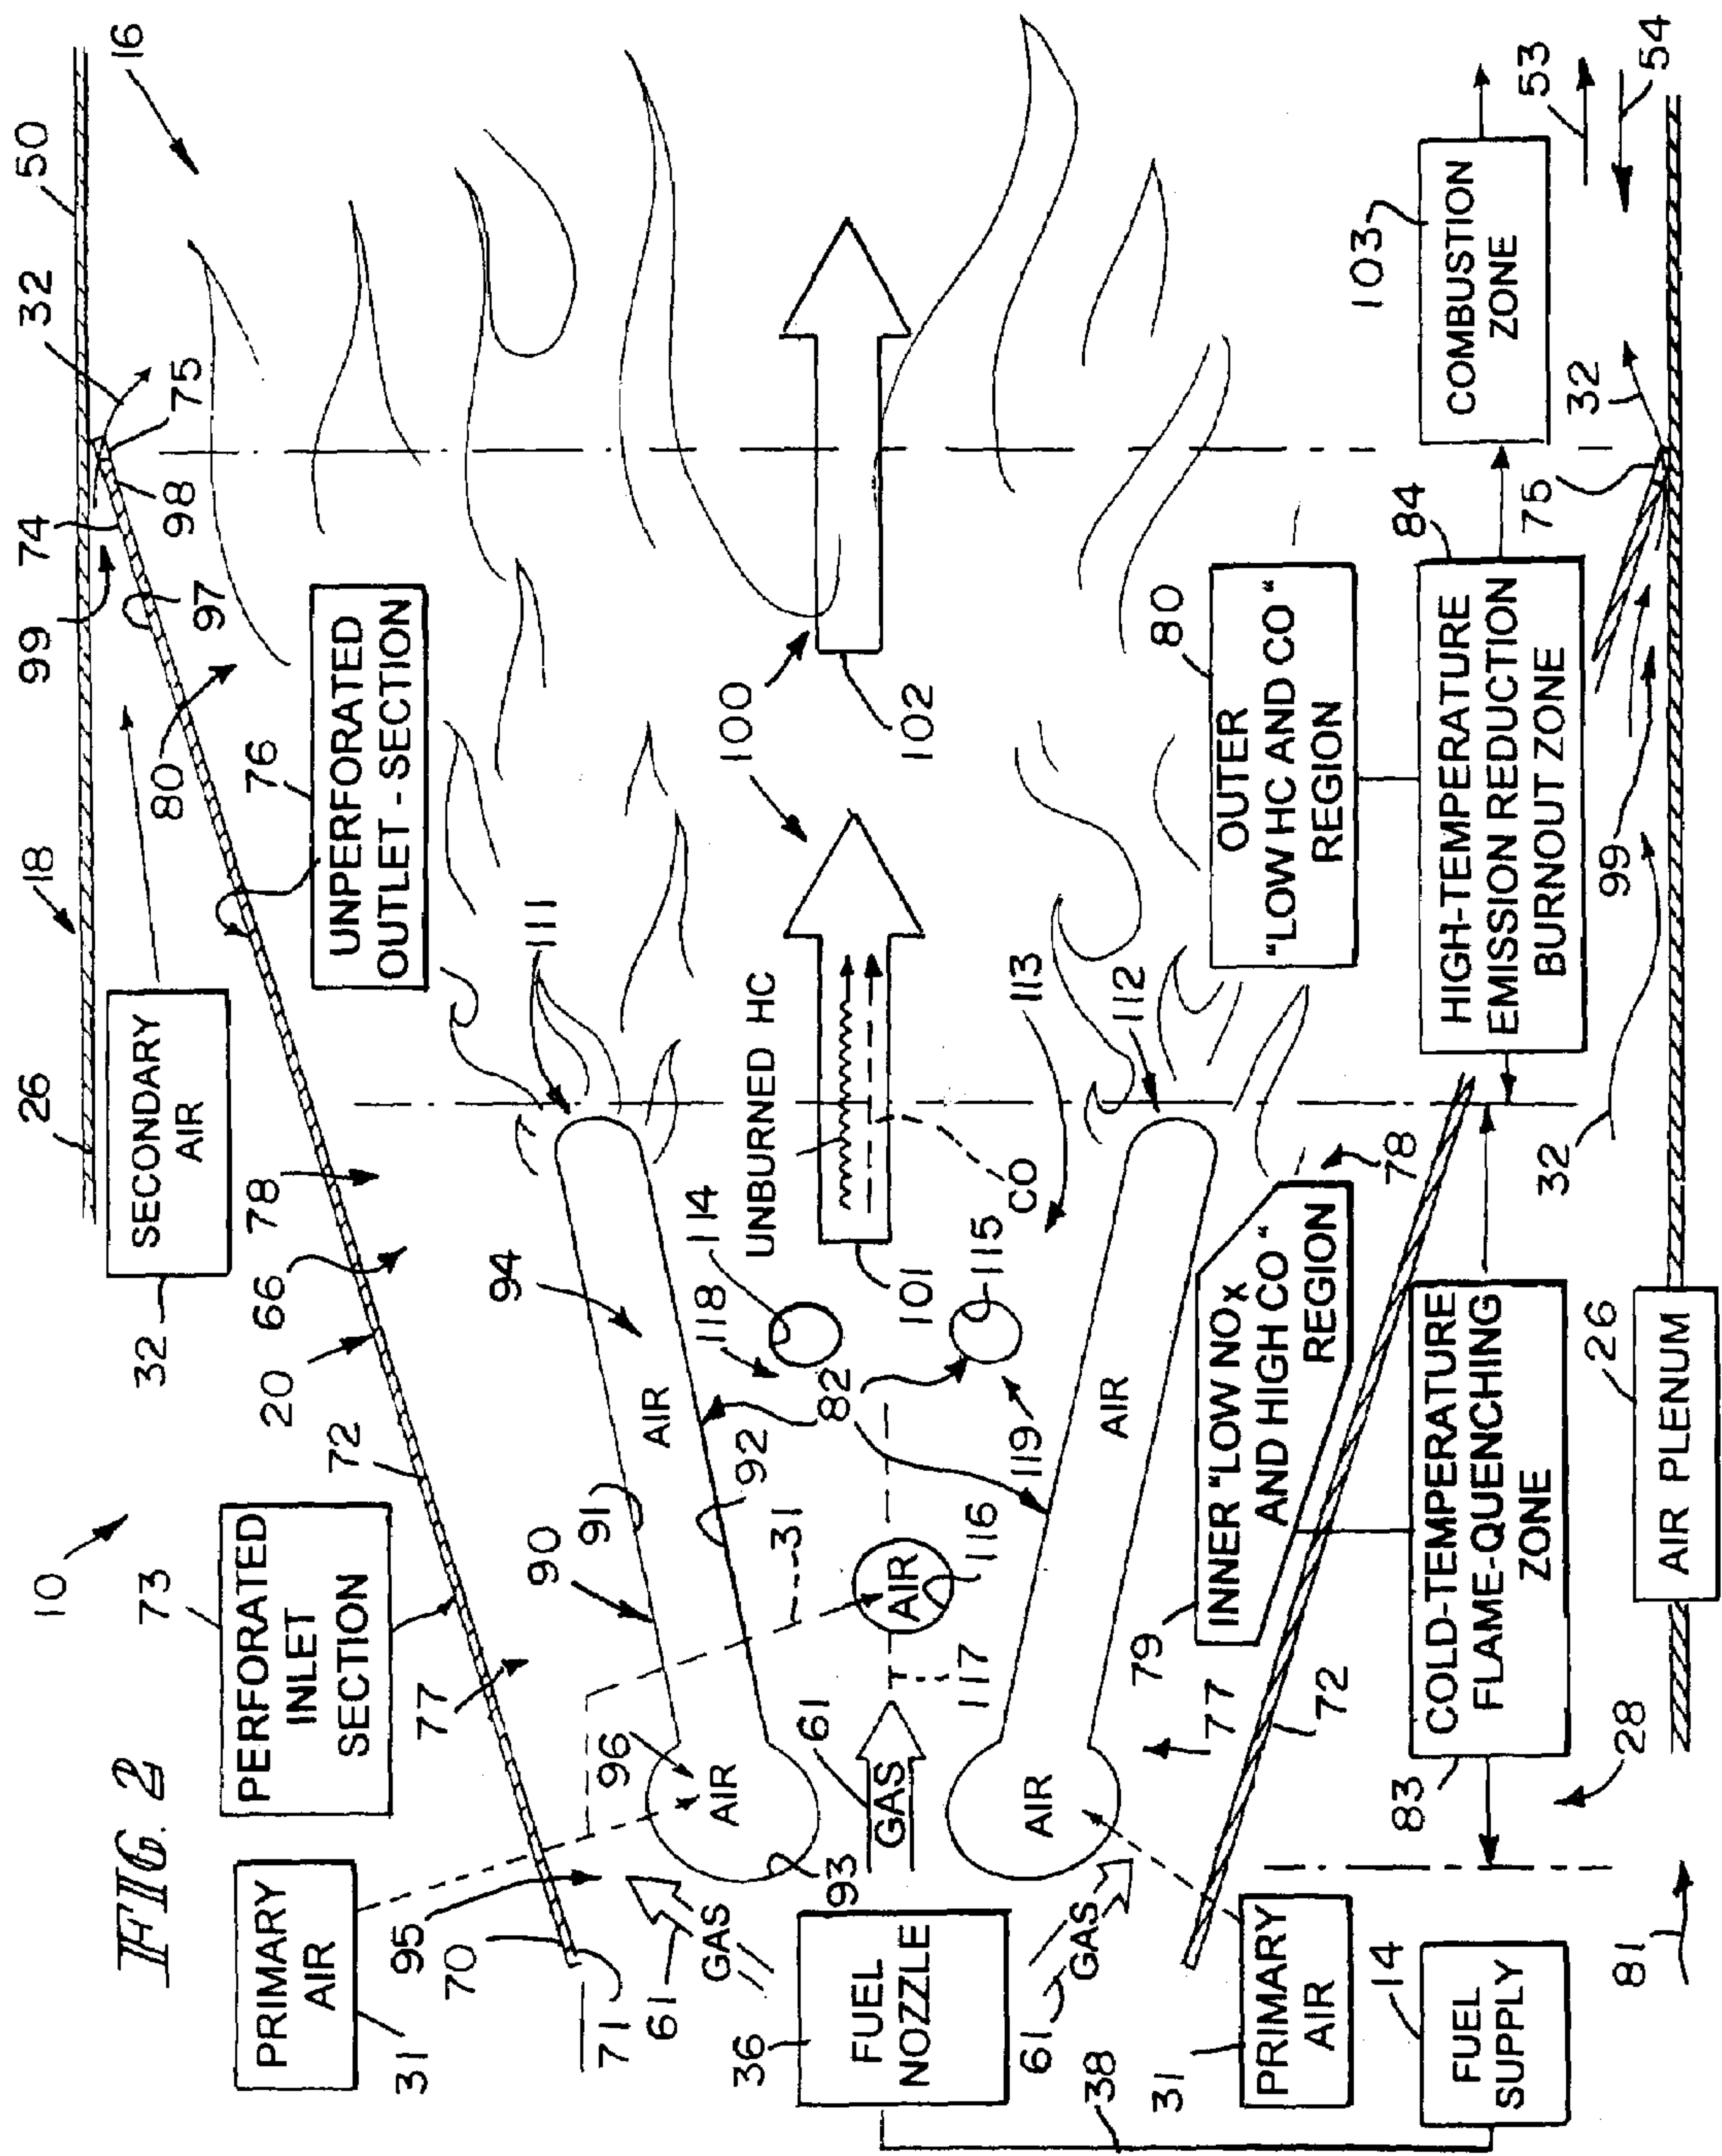 FIG. 2
10
18
16
26
99
74
32
50
SECONDARY
AIR
32
98
75
PERFORATED
INLET
SECTION
73
72
20
66
78
80
97
PRIMARY
AIR
31
95
70
71
77
76
UNPERFORATED
OUTLET-SECTION
61
GAS
96
AIR
93
90
91
AIR
92
94
111
31
118
114
UNBURNED HC
100
36
FUEL
NOZZLE
61
GAS
117
AIR
116
82
119
115
101
CO
102
113
61
GAS
AIR
AIR
112
77
79
INNER "LOW NOX
AND HIGH CO"
REGION
78
80
OUTER
"LOW HC AND CO"
REGION
38
31
PRIMARY
AIR
72
14
FUEL
SUPPLY
83
COLD-TEMPERATURE
FLAME-QUENCHING
ZONE
84
HIGH-TEMPERATURE
EMISSION REDUCTION
BURNOUT ZONE
103
COMBUSTION
ZONE
75
32
53
54
81
28
26
AIR PLENUM
32
99